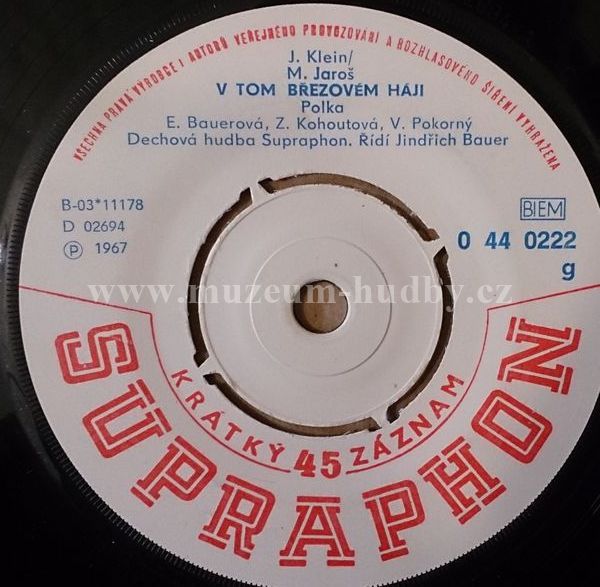 VŠECHNA PRÁVA VÝROBCE I AUTORŮ VEŘEJNÉHO PROVOZOVÁNÍ A ROZHLASOVÉHO ŠÍŘENÍ VYHRAŽENA
J. Klein/
M. Jaroš
V TOM BŘEZOVÉM HÁJI
Polka
E. Bauerová, Z. Kohoutová, V. Pokorný
Dechová hudba Supraphon. Řídí Jindřich Bauer
B-03*11178
D 02694
Ⓟ 1967
BIEM
0 44 0222
g
www.muzeum-hudby.cz
KRÁTKÝ 45 ZÁZNAM
SUPRAPHON